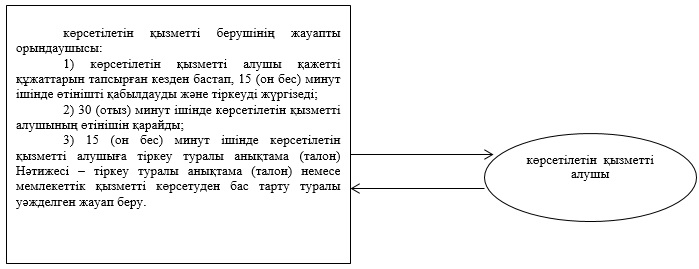 көрсетілетін қызметті берушінің жауапты
орындаушысы:
1) көрсетілетін қызметті алушы қажетті
құжаттарын тапсырған кезден бастап, 15 (он бес) минут
ішінде өтінішті қабылдауды және тіркеуді жүргізеді;
2) 30 (отыз) минут ішінде көрсетілетін қызметті
алушының өтінішін қарайды;
3) 15 (он бес) минут ішінде көрсетілетін
қызметті алушыға тіркеу туралы анықтама (талон)
Нәтижесі – тіркеу туралы анықтама (талон) немесе
мемлекеттік қызметті көрсетуден бас тарту туралы
уәжделген жауап беру.
көрсетілетін қызметті
алушы